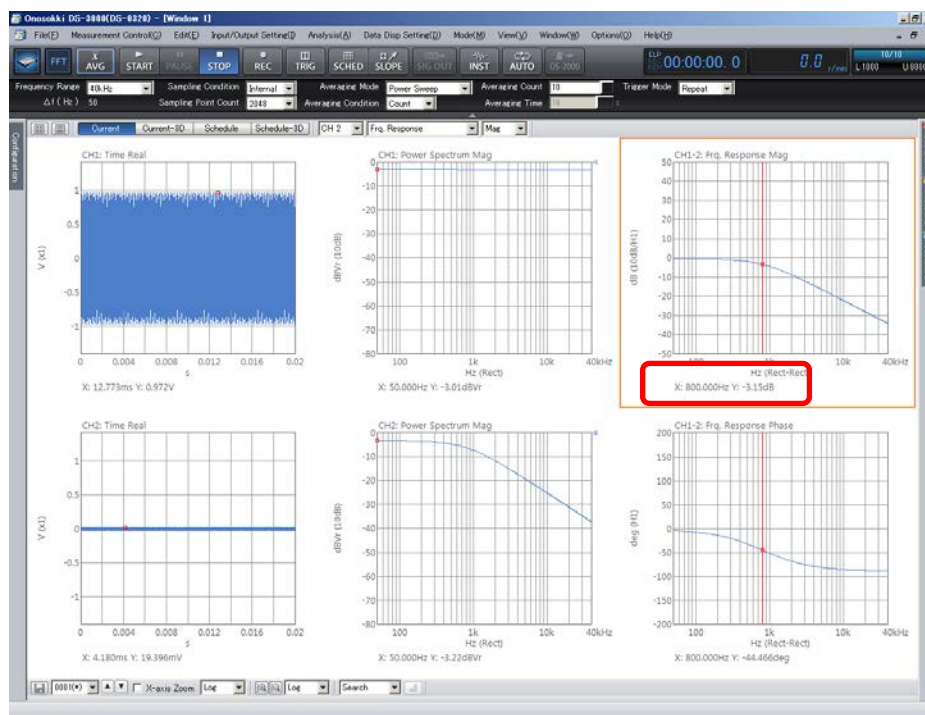 Onosokki DS-3000(DS-0320) - [Window 1]
File(F) Measurement Control(G) Edit(E) Input/Output Setting(I) Analysis(A) Data Disp Setting(D) Mode(M) View(V) Window(W) Options(O) Help(H)
FFT AVG START PAUSE STOP REC TRIG SCHED SLOPE SIG OUT INST AUTO DS-2000 00:00:00. 0 0.0 r/min 10/10 L 1000
Frequency Range 40kHz Sampling Condition Internal Averaging Mode Power Sweep Averaging Count 10 Trigger Mode Repeat
Δf ( Hz ) 50 Sampling Point Count 2048 Averaging Condition Count Averaging Time 10 s
Configuration
Current Current-3D Schedule Schedule-3D CH 2 Frq. Response Mag
CH1: Time Real
1
0.5
0
-0.5
-1
V (x1)
0 0.004 0.008 0.012 0.016 0.02
s
X: 12.773ms Y: 0.972V
CH1: Power Spectrum Mag
0
-10
-20
-30
-40
-50
-60
-70
-80
dBVr (10dB)
100 1k 10k 40kHz
Hz (Rect)
X: 50.000Hz Y: -3.01dBVr
CH1-2: Frq. Response Mag
50
40
30
20
10
0
-10
-20
-30
-40
-50
dB (10dB/H1)
100 1k 10k 40kHz
Hz (Rect-Rect)
X: 800.000Hz Y: -3.15dB
CH2: Time Real
1
0.5
0
-0.5
-1
V (x1)
0 0.004 0.008 0.012 0.016 0.02
s
X: 4.180ms Y: 19.396mV
CH2: Power Spectrum Mag
0
-10
-20
-30
-40
-50
-60
-70
-80
dBVr (10dB)
100 1k 10k 40kHz
Hz (Rect)
X: 50.000Hz Y: -3.22dBVr
CH1-2: Frq. Response Phase
200
150
100
50
0
-50
-100
-150
-200
deg (H1)
100 1k 10k 40kHz
Hz (Rect-Rect)
X: 800.000Hz Y: -44.466deg
0001(*) X-axis Zoom Log Log Search